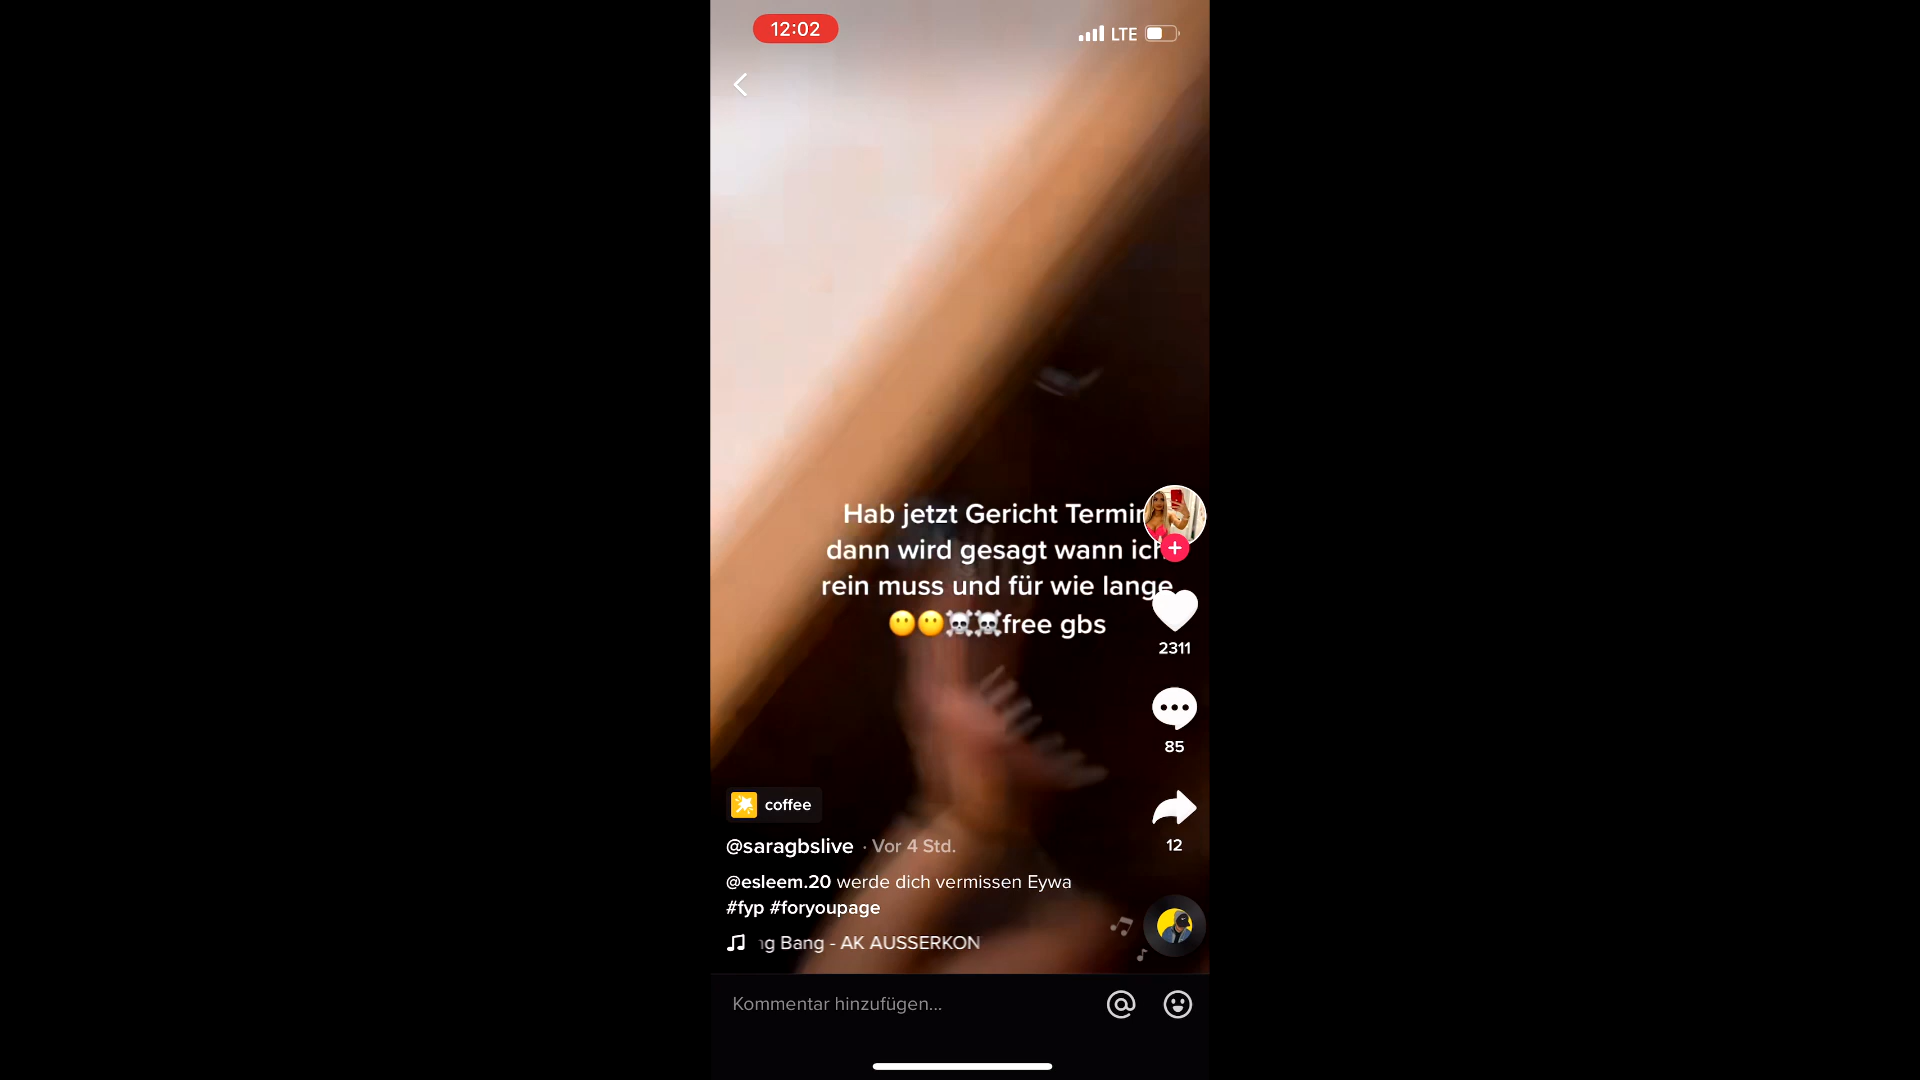 12:02
LTE
Hab jetzt Gericht Termin
dann wird gesagt wann ich
rein muss und für wie lange
😶😶☠️☠️free gbs
2311
85
coffee
@saragbslive · Vor 4 Std.
12
@esleem.20 werde dich vermissen Eywa
#fyp #foryoupage
ng Bang - AK AUSSERKON
Kommentar hinzufügen...